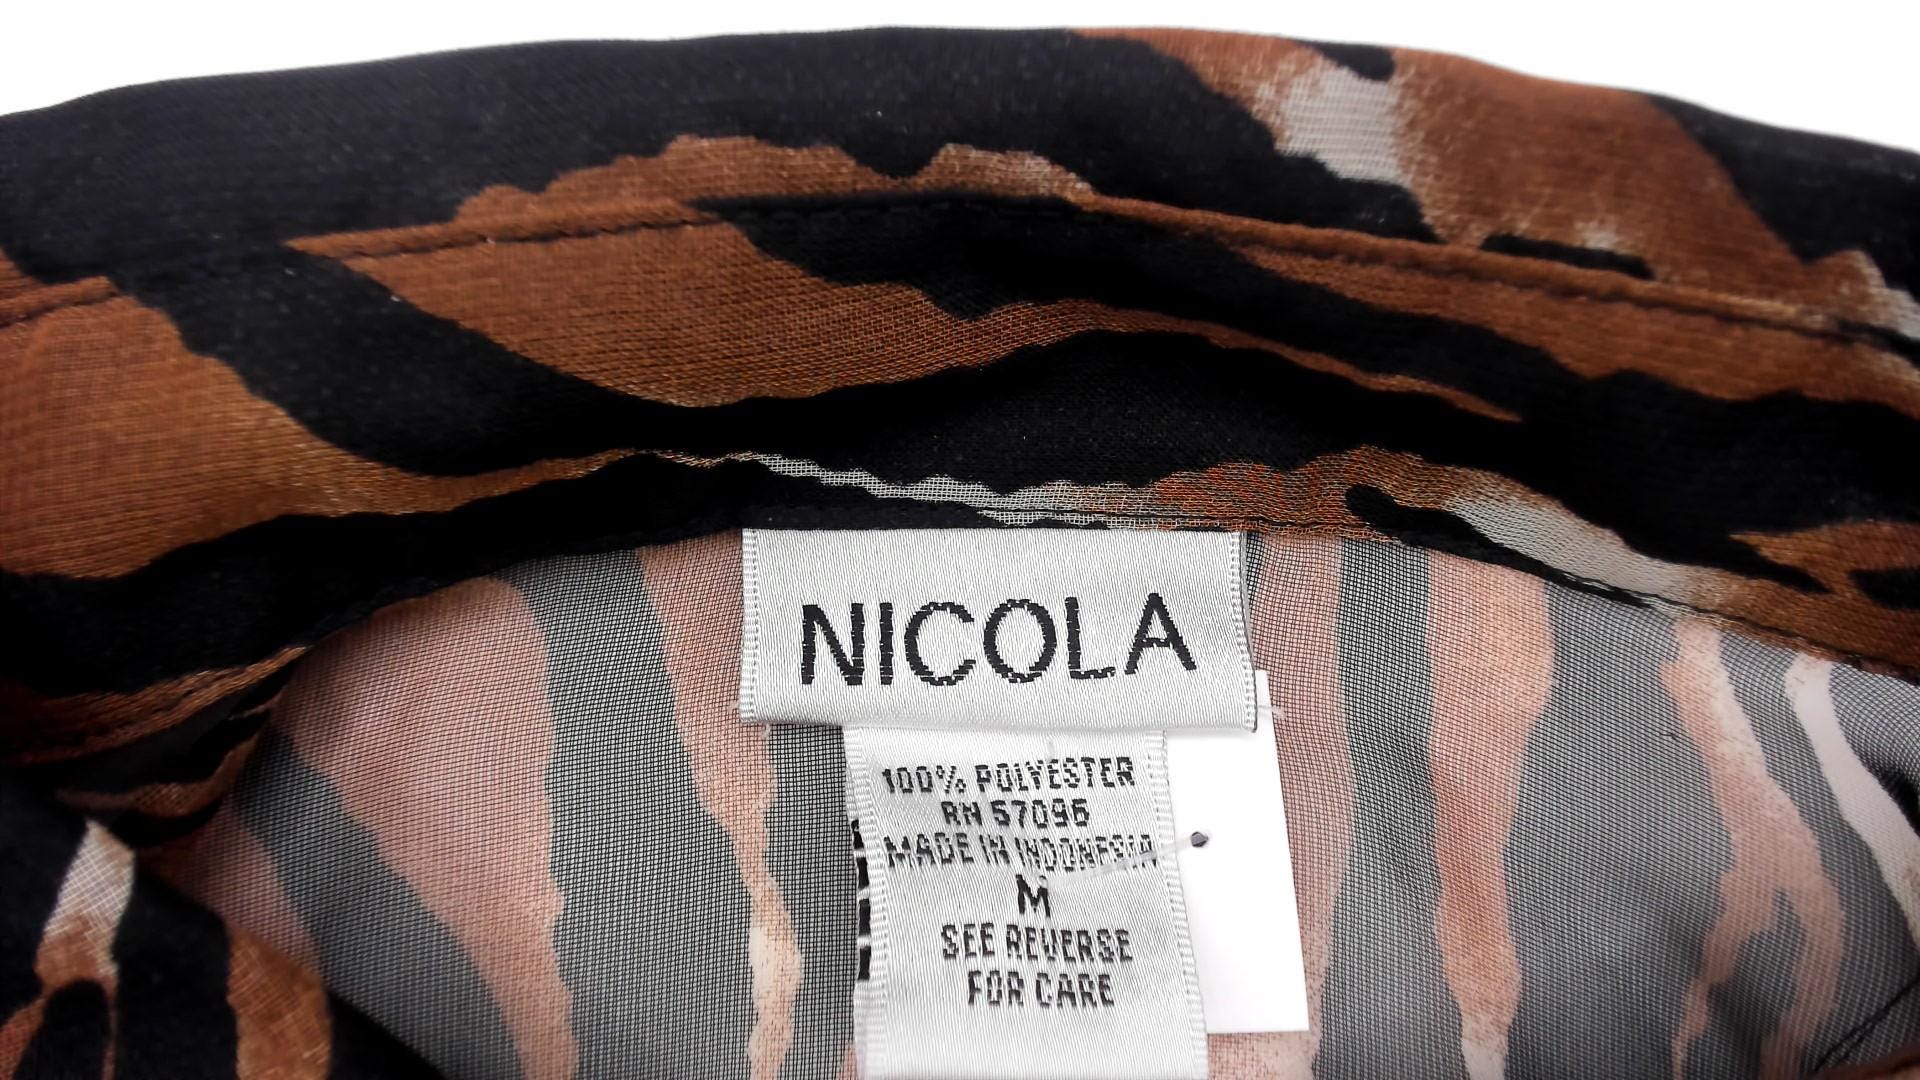 NICOLA
100% POLYESTER
RN 57096
MADE IN INDONESIA
M
SEE REVERSE
FOR CARE